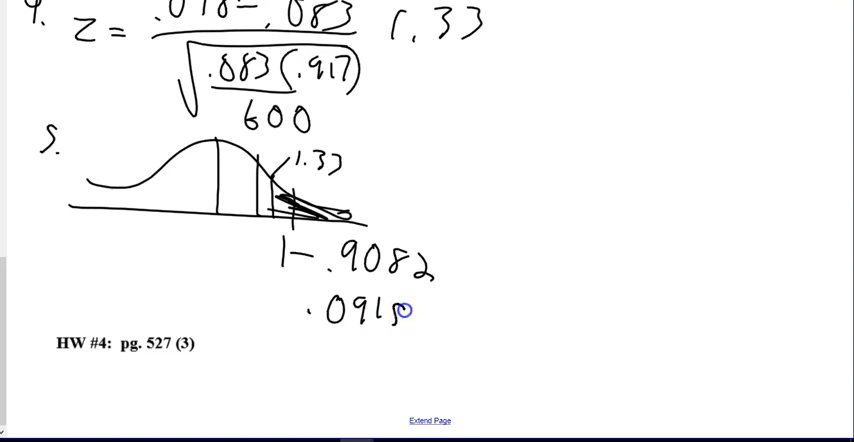 4. z = .098 - .083 1.33
√ .083(.917)
600
5.
1.33
1 - .9082
.0918
HW #4: pg. 527 (3)
Extend Page